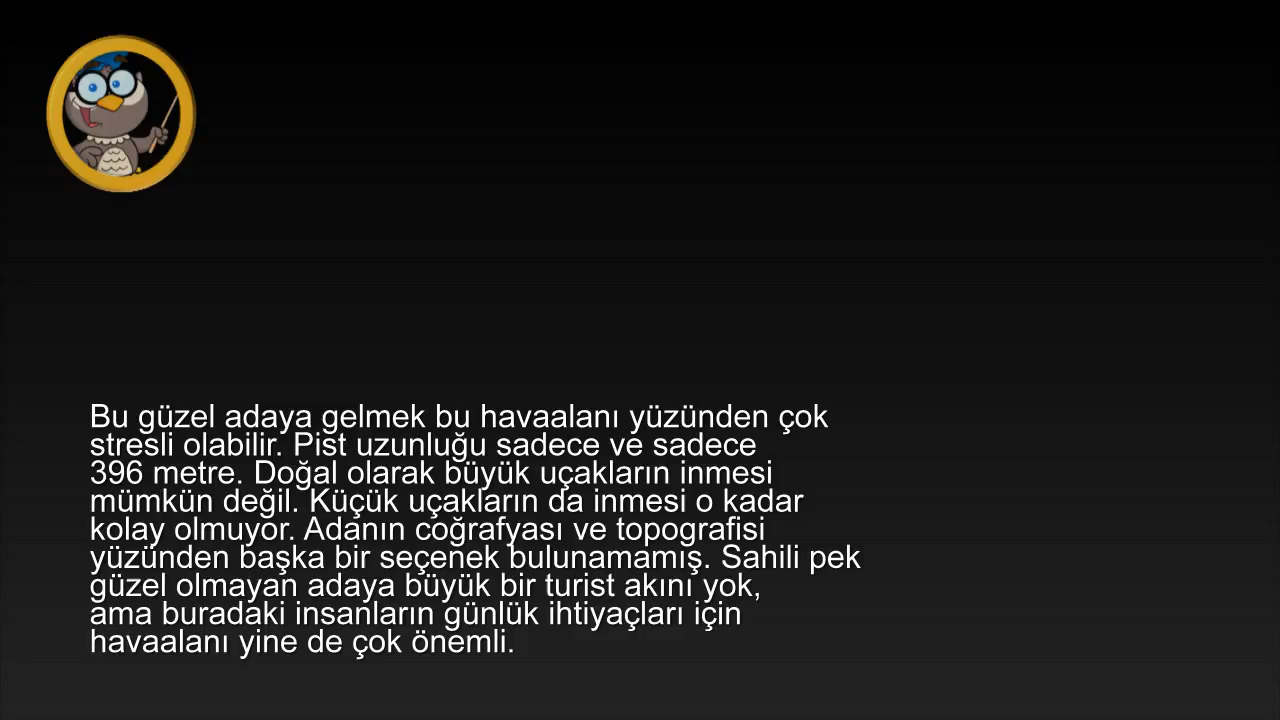 Bu güzel adaya gelmek bu havaalanı yüzünden çok
stresli olabilir. Pist uzunluğu sadece ve sadece
396 metre. Doğal olarak büyük uçakların inmesi
mümkün değil. Küçük uçakların da inmesi o kadar
kolay olmuyor. Adanın coğrafyası ve topografisi
yüzünden başka bir seçenek bulunamamış. Sahili pek
güzel olmayan adaya büyük bir turist akını yok,
ama buradaki insanların günlük ihtiyaçları için
havaalanı yine de çok önemli.